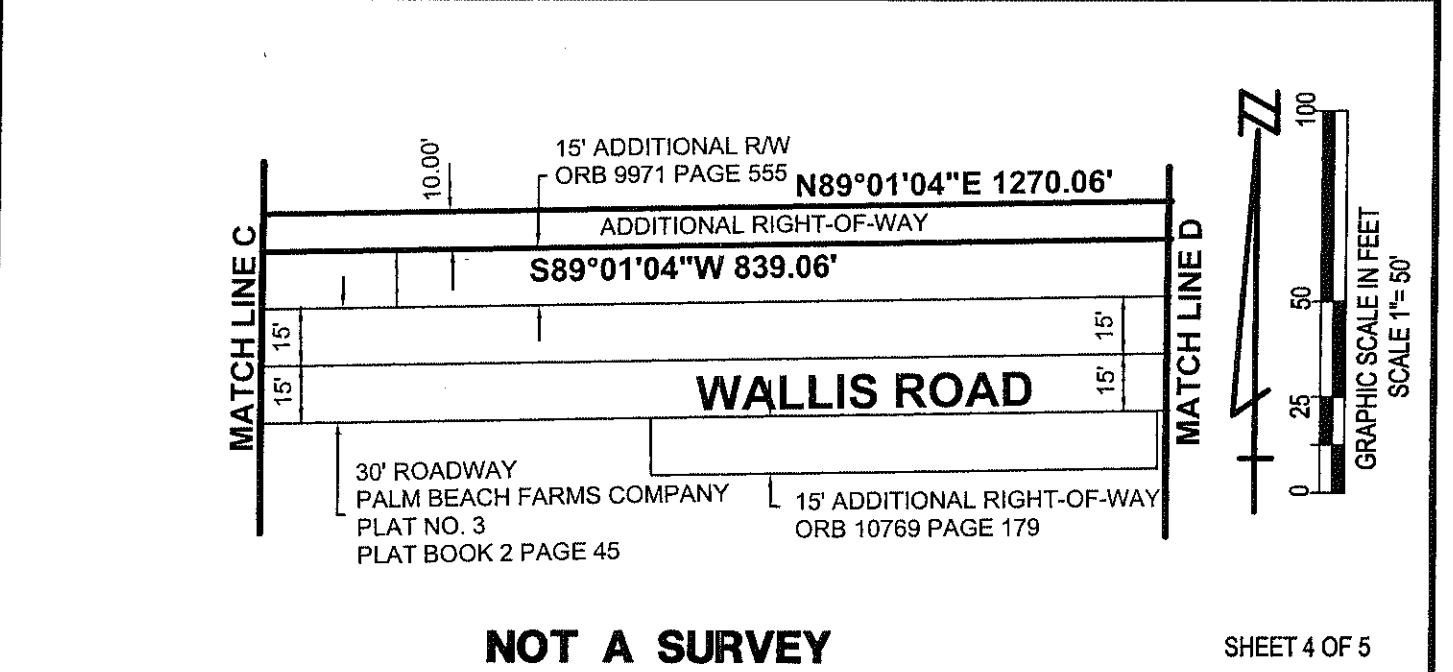 15' ADDITIONAL R/W
ORB 9971 PAGE 555
10.00'
N89°01'04"E 1270.06'
ADDITIONAL RIGHT-OF-WAY
S89°01'04"W 839.06'
MATCH LINE C
15'
15'
WALLIS ROAD
15'
15'
MATCH LINE D
30' ROADWAY
PALM BEACH FARMS COMPANY
PLAT NO. 3
PLAT BOOK 2 PAGE 45
15' ADDITIONAL RIGHT-OF-WAY
ORB 10769 PAGE 179
N
100
50
25
0
GRAPHIC SCALE IN FEET
SCALE 1"= 50'
NOT A SURVEY
SHEET 4 OF 5